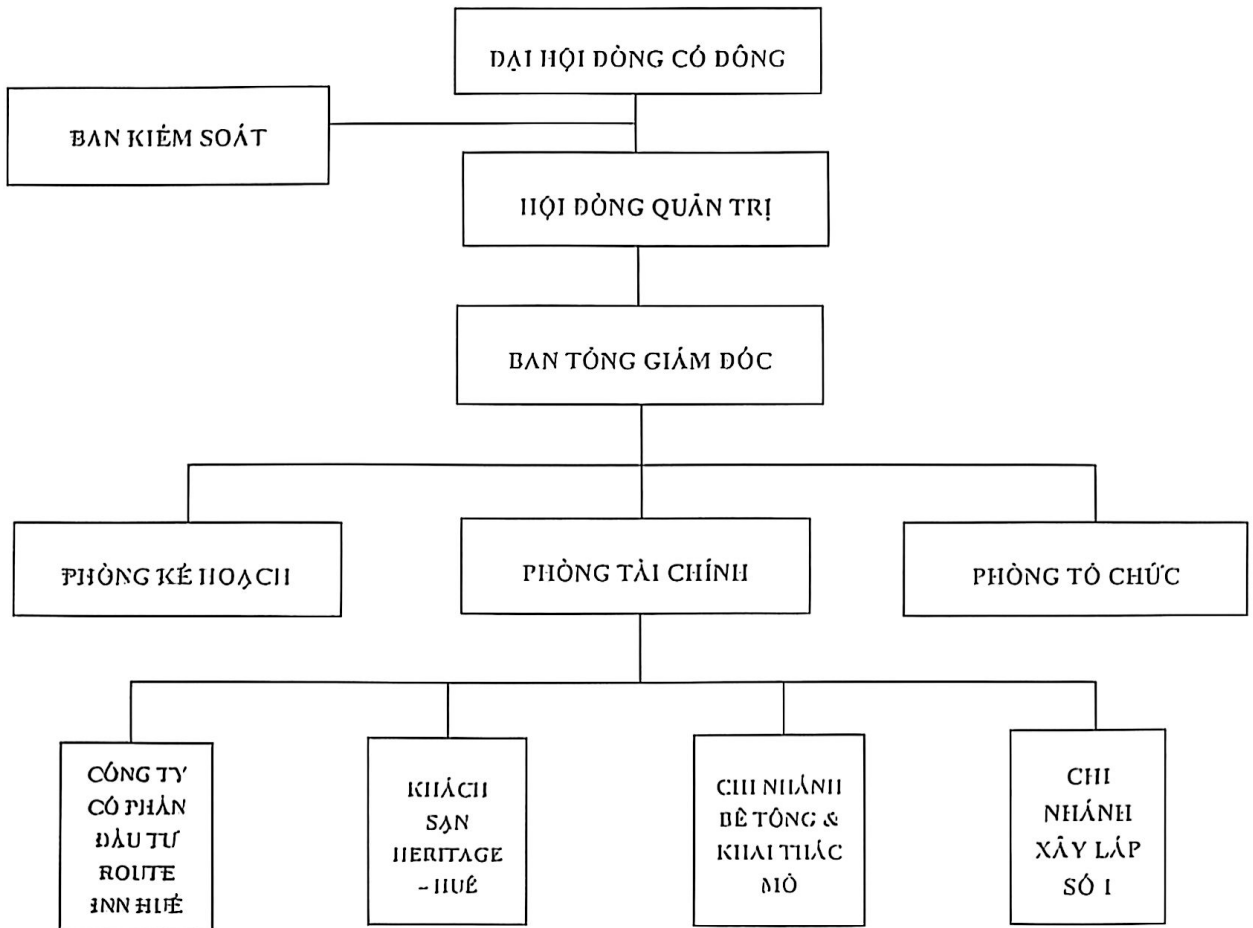 ĐẠI HỘI ĐỒNG CỔ ĐÔNG
BAN KIỂM SOÁT
HỘI ĐỒNG QUẢN TRỊ
BAN TỔNG GIÁM ĐỐC
PHÒNG KẾ HOẠCH
PHÒNG TÀI CHÍNH
PHÒNG TỔ CHỨC
CÔNG TY
CỔ PHẦN
ĐẦU TƯ
ROUTE
INN HUẾ
KHÁCH
SẠN
HERITAGE
- HUẾ
CHI NHÁNH
BÊ TÔNG &
KHAI THÁC
MỎ
CHI
NHÁNH
XÂY LẮP
SỐ 1